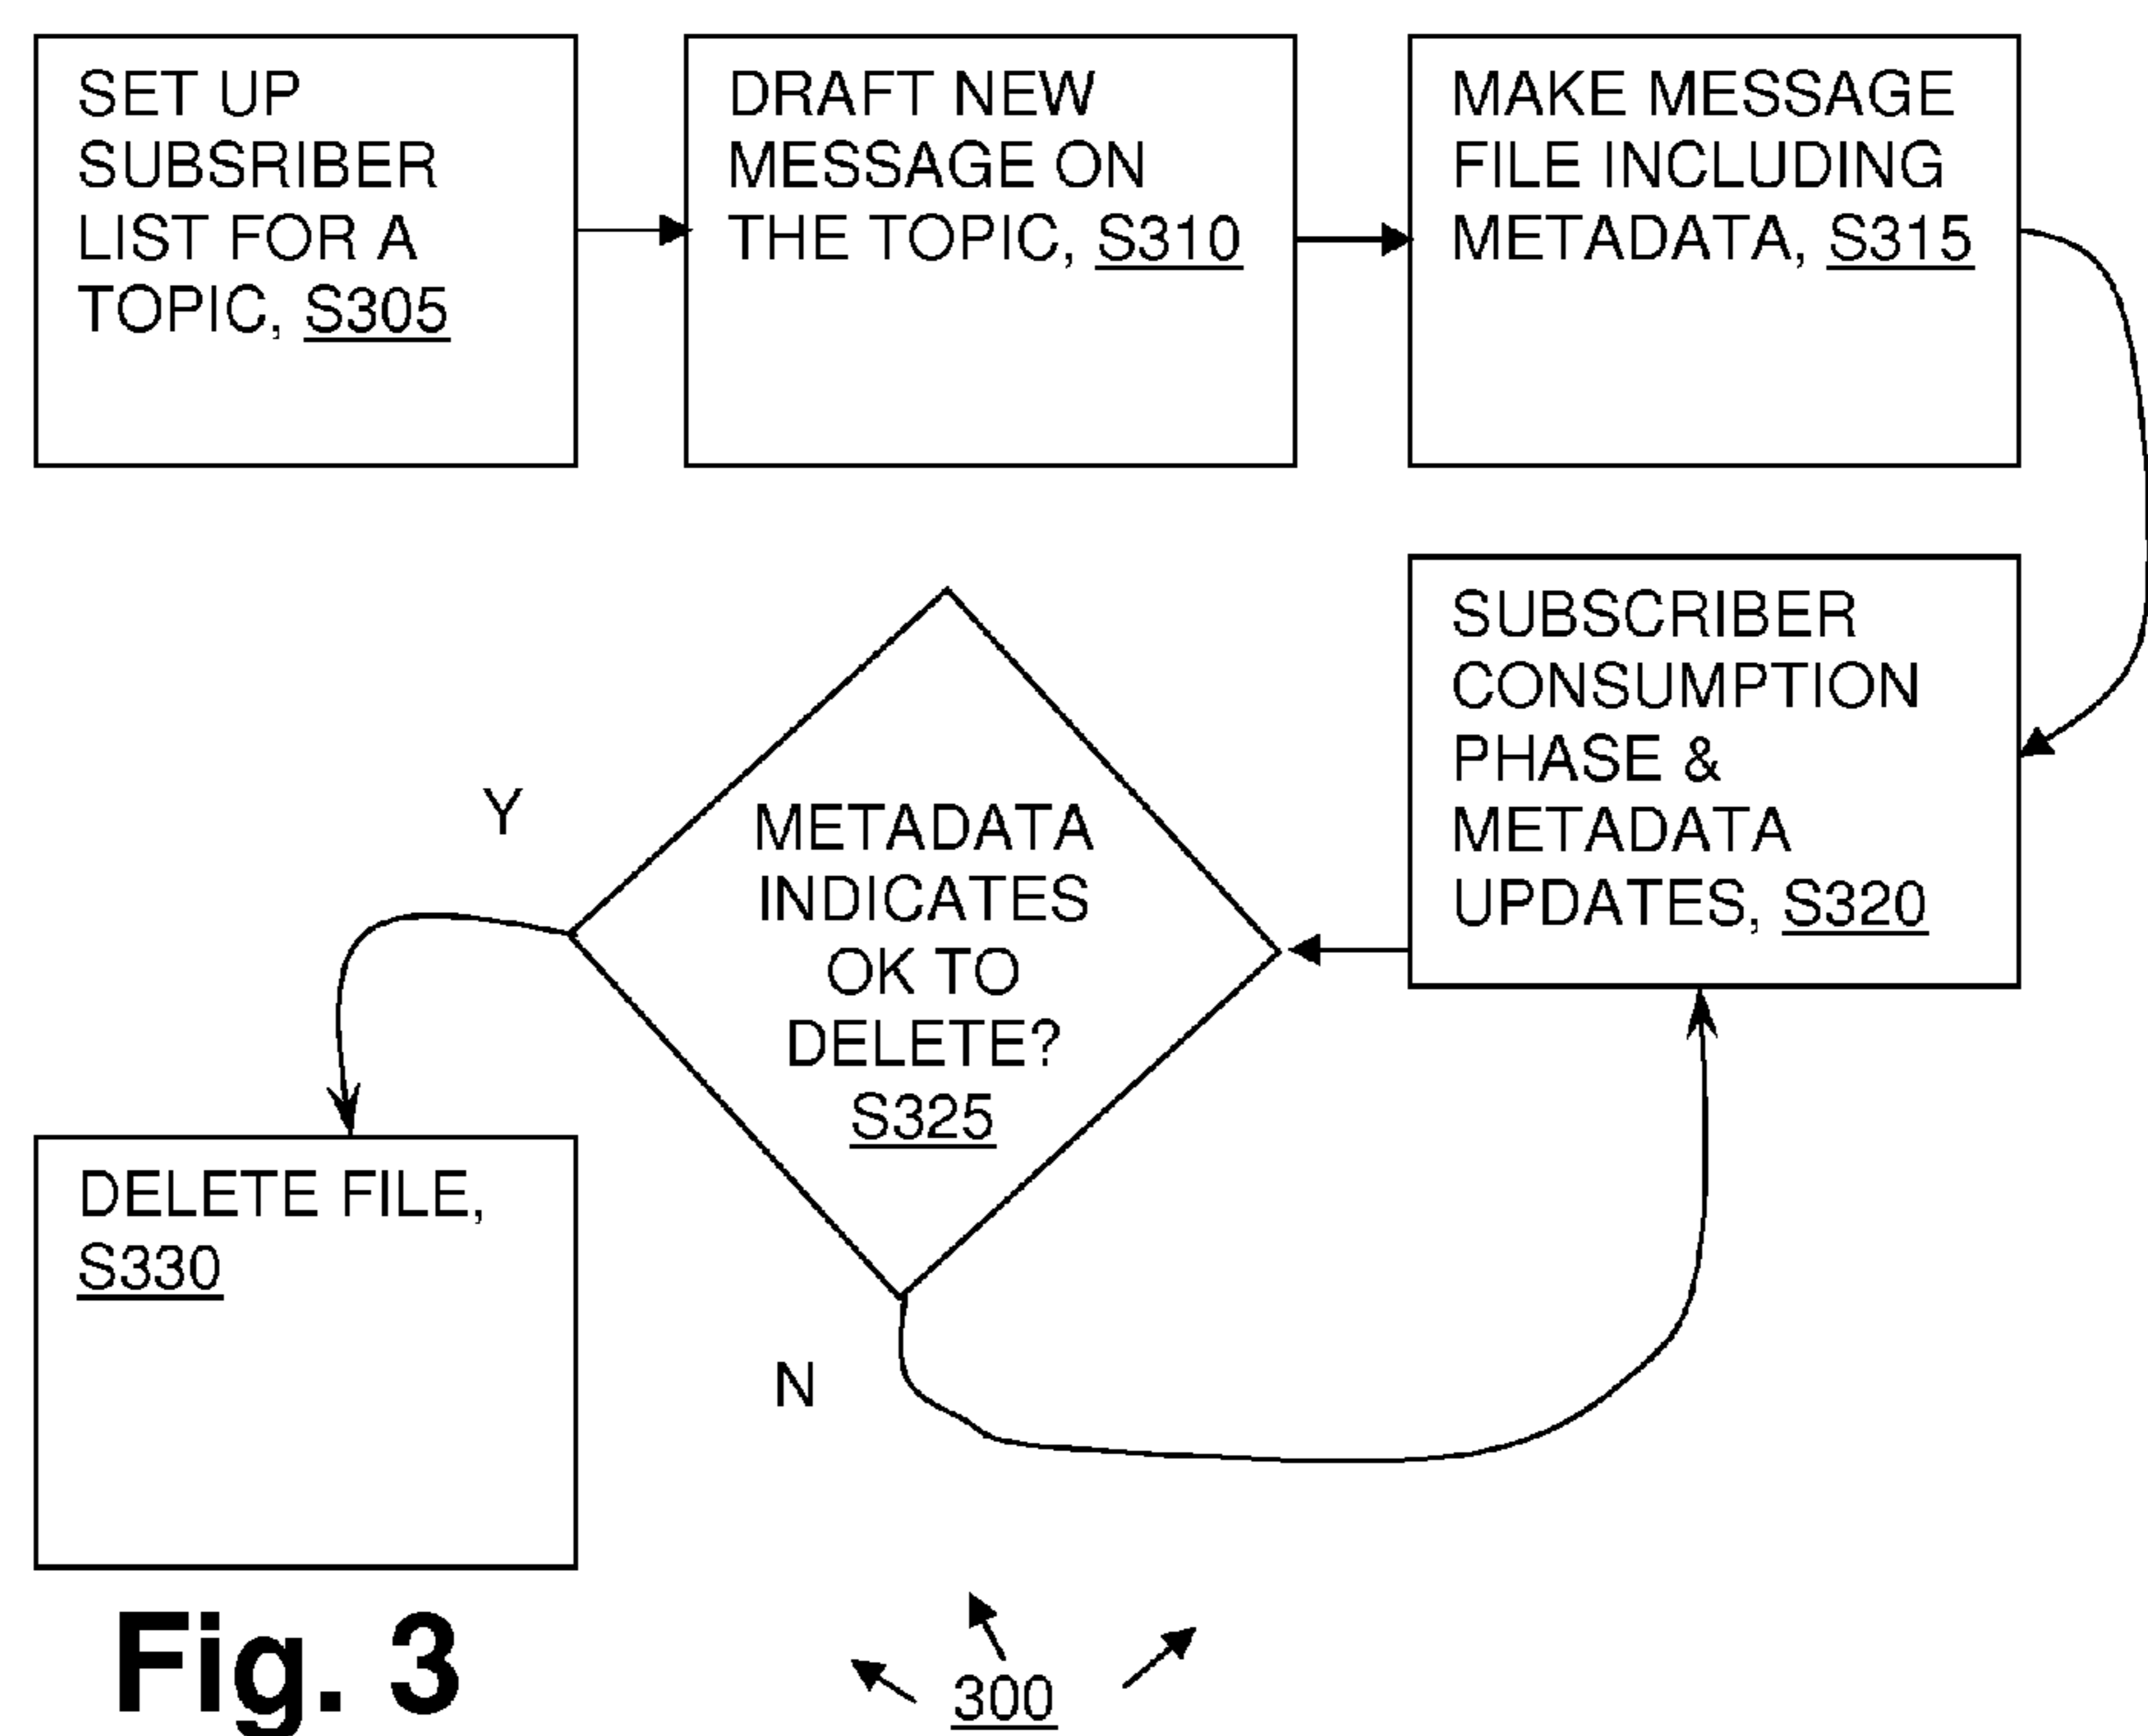 SET UP
SUBSRIBER
LIST FOR A
TOPIC, S305
DRAFT NEW
MESSAGE ON
THE TOPIC, S310
MAKE MESSAGE
FILE INCLUDING
METADATA, S315
SUBSCRIBER
CONSUMPTION
PHASE &
METADATA
UPDATES, S320
METADATA
INDICATES
OK TO
DELETE?
S325
Y
N
DELETE FILE,
S330
Fig. 3
300